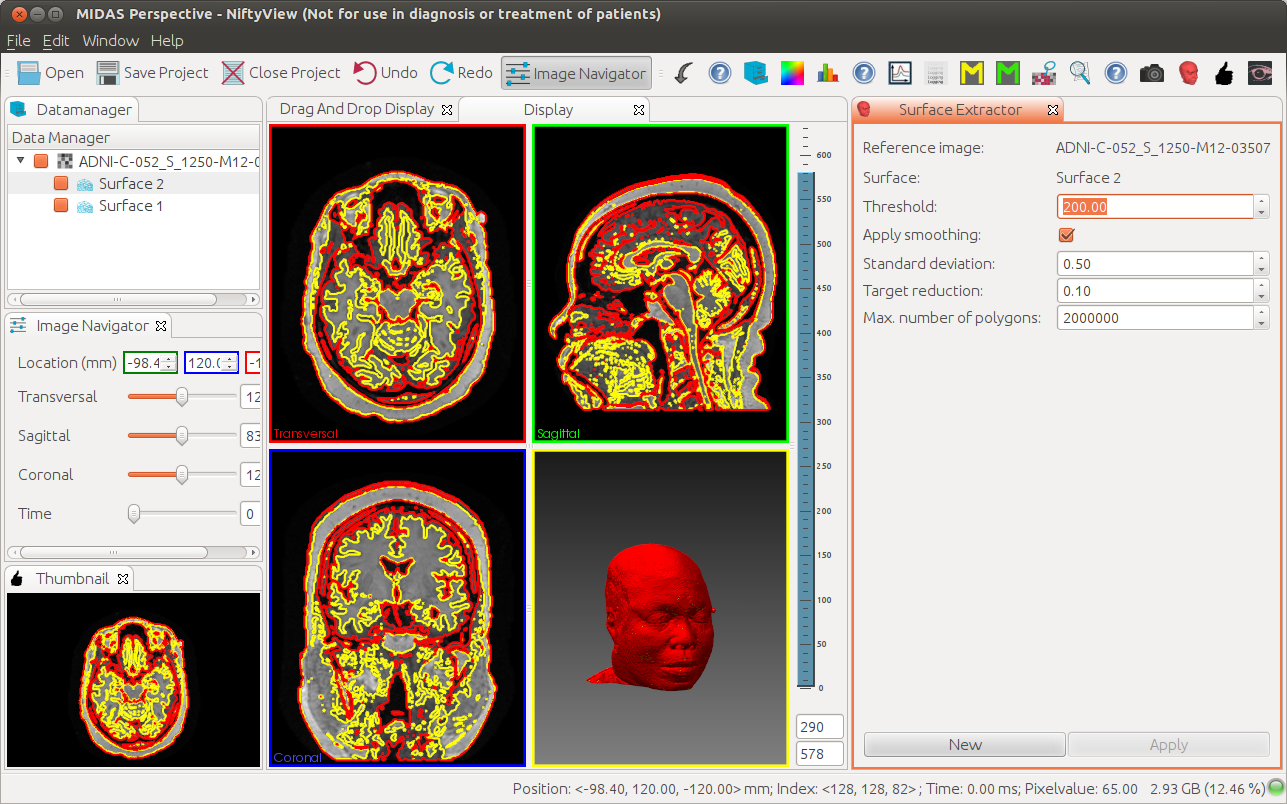 MIDAS Perspective - NiftyView (Not for use in diagnosis or treatment of patients)
File Edit Window Help
Open Save Project Close Project Undo Redo Image Navigator
Datamanager
Data Manager
ADNI-C-052_S_1250-M12-0
Surface 2
Surface 1
Image Navigator
Location (mm) -98.4 120.( -1
Transversal 12
Sagittal 83
Coronal 12
Time 0
Thumbnail
Drag And Drop Display
Display
Transversal
Sagittal
Coronal
600
550
500
450
400
350
300
250
200
150
100
50
0
290
578
Surface Extractor
Reference image: ADNI-C-052_S_1250-M12-03507
Surface: Surface 2
Threshold: 200.00
Apply smoothing:
Standard deviation: 0.50
Target reduction: 0.10
Max. number of polygons: 2000000
New Apply
Position: <-98.40, 120.00, -120.00> mm; Index: <128, 128, 82> ; Time: 0.00 ms; Pixelvalue: 65.00 2.93 GB (12.46 %)